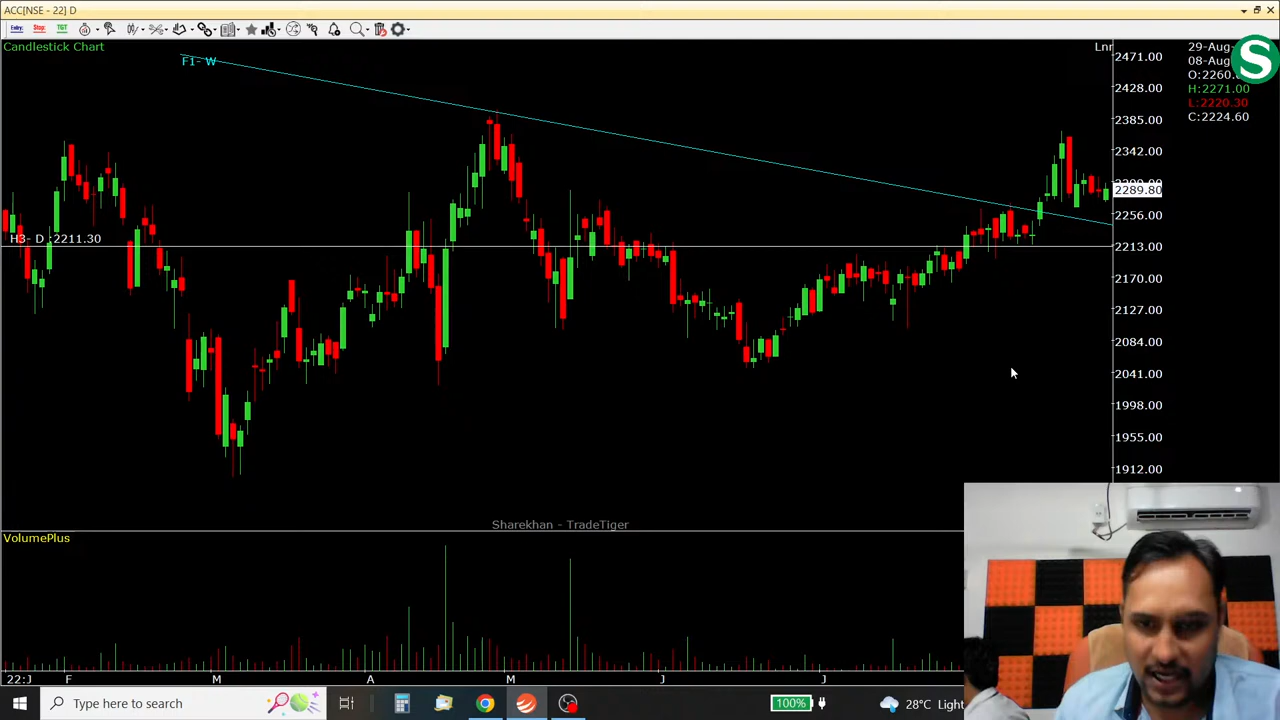 ACC[NSE - 22] D
Entry:
Stop:
TGT
Candlestick Chart
F1- W
H3- D :2211.30
Lnr
29-Aug-
08-Aug
O:2260.
H:2271.00
L:2220.30
C:2224.60
S
2471.00
2428.00
2385.00
2342.00
2289.80
2256.00
2213.00
2170.00
2127.00
2084.00
2041.00
1998.00
1955.00
1912.00
Sharekhan - TradeTiger
VolumePlus
22:J F M A M J J
Type here to search
100%
28°C Light